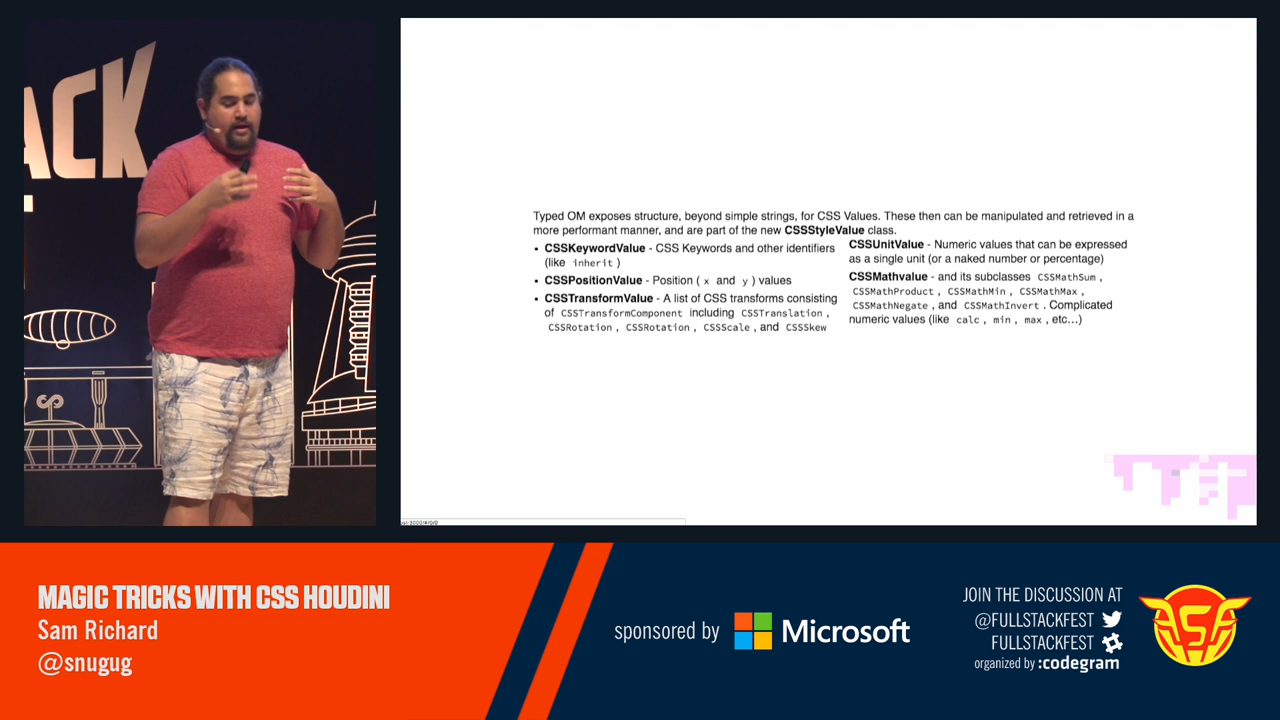 ACK
Typed OM exposes structure, beyond simple strings, for CSS Values. These then can be manipulated and retrieved in a
more performant manner, and are part of the new CSSStyleValue class.
• CSSKeywordValue - CSS Keywords and other identifiers
(like inherit )
• CSSPositionValue - Position ( x and y ) values
• CSSTransformValue - A list of CSS transforms consisting
of CSSTransformComponent including CSSTranslation ,
CSSRotation , CSSRotation , CSSScale , and CSSSkew
CSSUnitValue - Numeric values that can be expressed
as a single unit (or a naked number or percentage)
CSSMathvalue - and its subclasses CSSMathSum ,
CSSMathProduct , CSSMathMin , CSSMathMax ,
CSSMathNegate , and CSSMathInvert . Complicated
numeric values (like calc , min , max , etc...)
MAGIC TRICKS WITH CSS HOUDINI
Sam Richard
@snugug
sponsored by Microsoft
JOIN THE DISCUSSION AT
@FULLSTACKFEST
FULLSTACKFEST
organized by :codegram
FSF